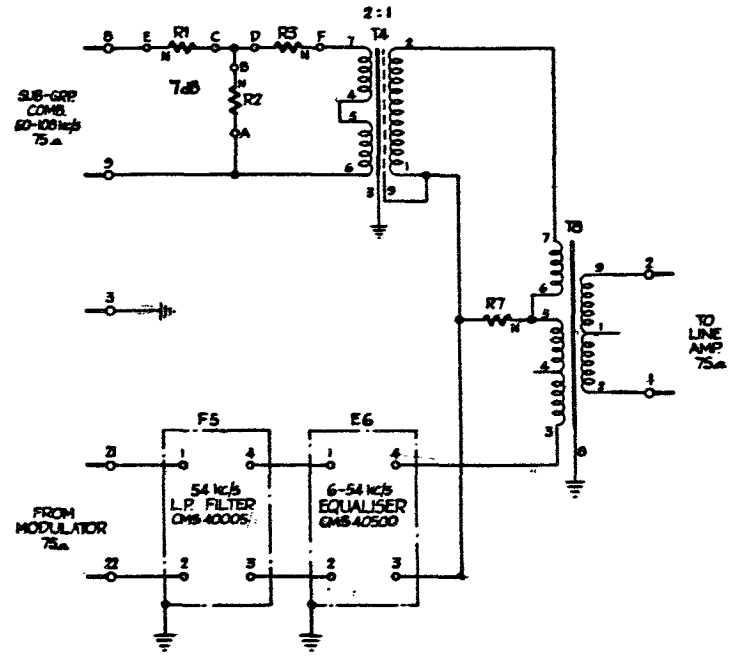 2:1
8 E R1 C D R3 F 7 T4 2
N N
B
7dB
N
R2
SUB-GRP.
COMB.
60-108 kc/s
75Ω
4
5
A
9 6 1
3 9
7 T3
2
9
6
3
R7
5 1
N
4
TO
LINE
AMP.
75Ω
2 1
3
8
F5 E6
21 1 4 1 4
54 kc/s
L.P. FILTER
CMS 40005
6-54 kc/s
EQUALISER
CMS 40500
FROM
MODULATOR
75Ω
22 2 3 2 3